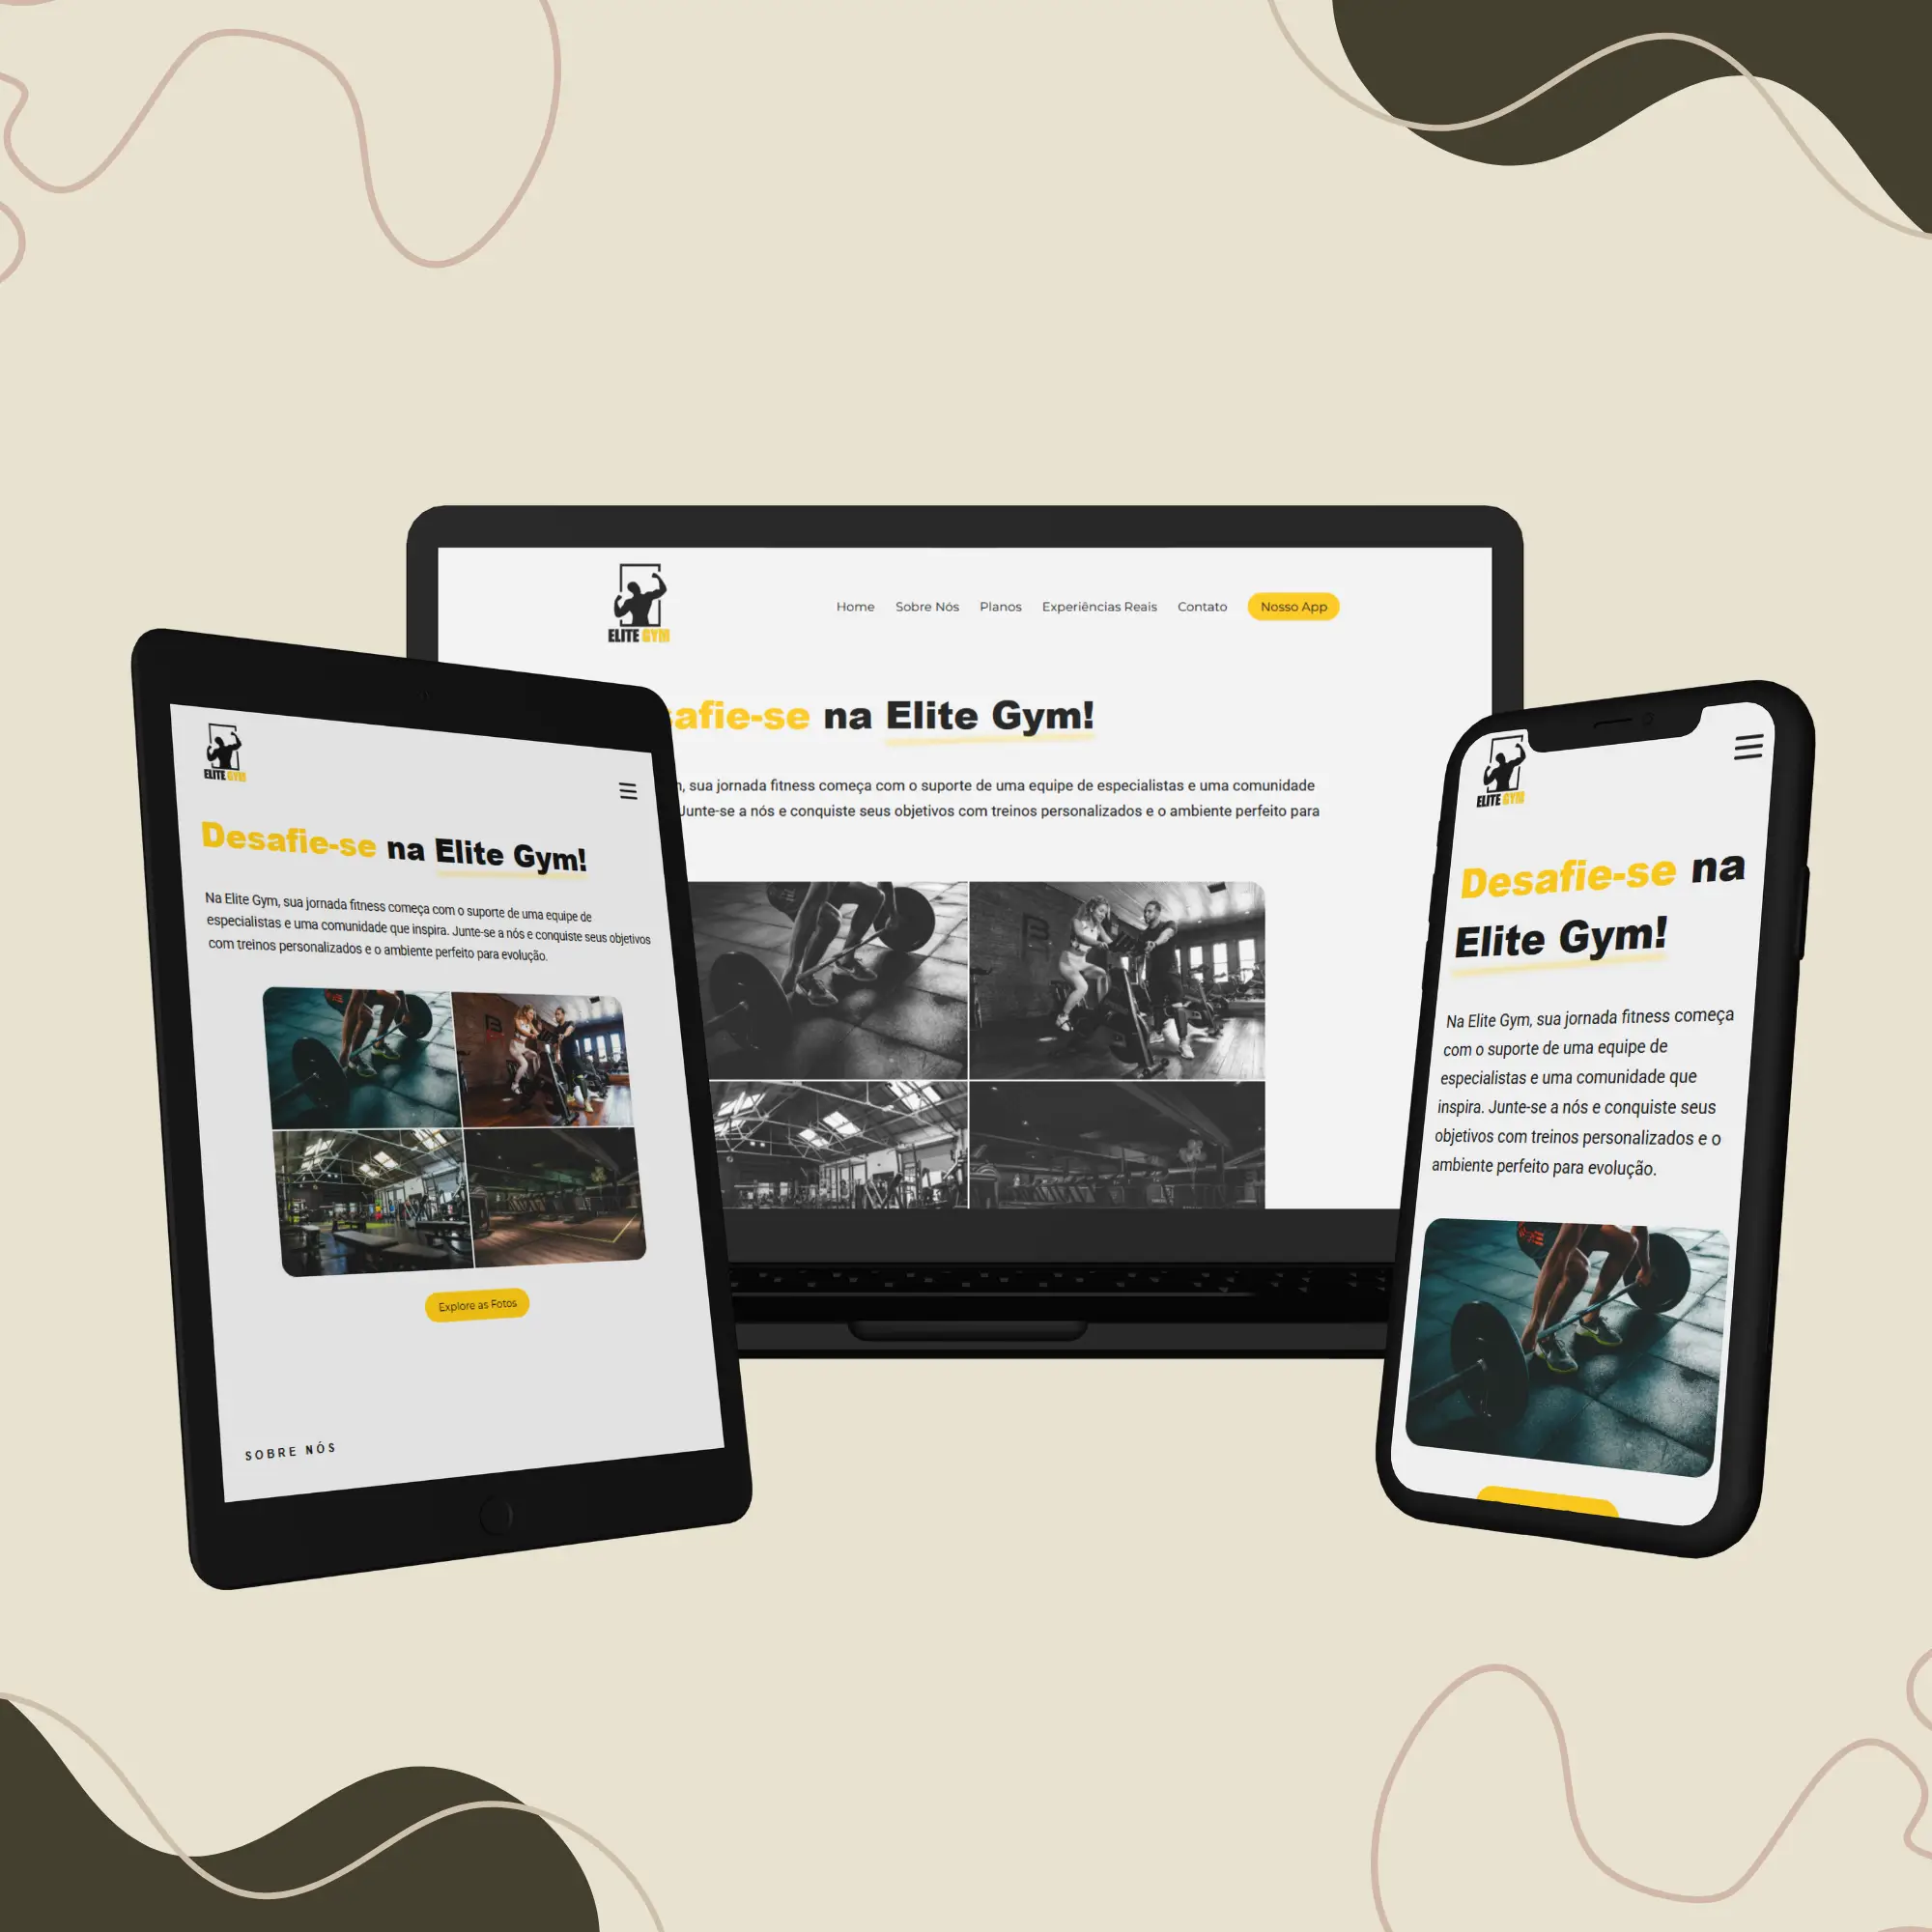 ELITE GYM
Home Sobre Nós Planos Experiências Reais Contato Nosso App
afie-se na Elite Gym!
, sua jornada fitness começa com o suporte de uma equipe de especialistas e uma comunidade
Junte-se a nós e conquiste seus objetivos com treinos personalizados e o ambiente perfeito para
ELITE GYM
Desafie-se na Elite Gym!
Na Elite Gym, sua jornada fitness começa com o suporte de uma equipe de
especialistas e uma comunidade que inspira. Junte-se a nós e conquiste seus objetivos
com treinos personalizados e o ambiente perfeito para evolução.
Explore as Fotos
SOBRE NÓS
ELITE GYM
Desafie-se na
Elite Gym!
Na Elite Gym, sua jornada fitness começa
com o suporte de uma equipe de
especialistas e uma comunidade que
inspira. Junte-se a nós e conquiste seus
objetivos com treinos personalizados e o
ambiente perfeito para evolução.